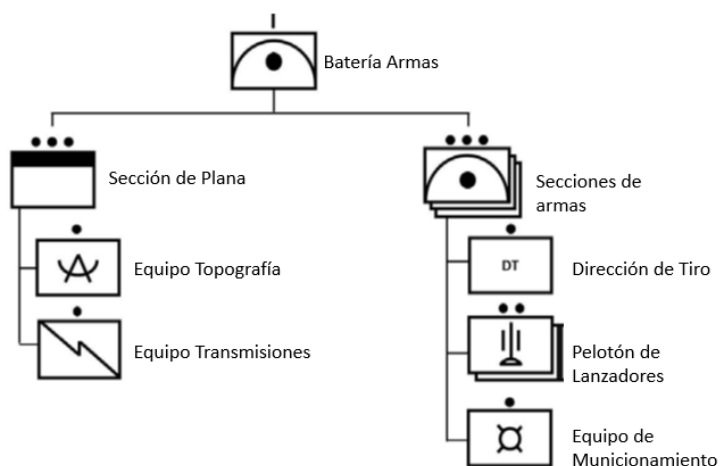 Batería Armas
Sección de Plana
Secciones de
armas
Equipo Topografía
DT
Dirección de Tiro
Equipo Transmisiones
Pelotón de
Lanzadores
Equipo de
Municionamiento